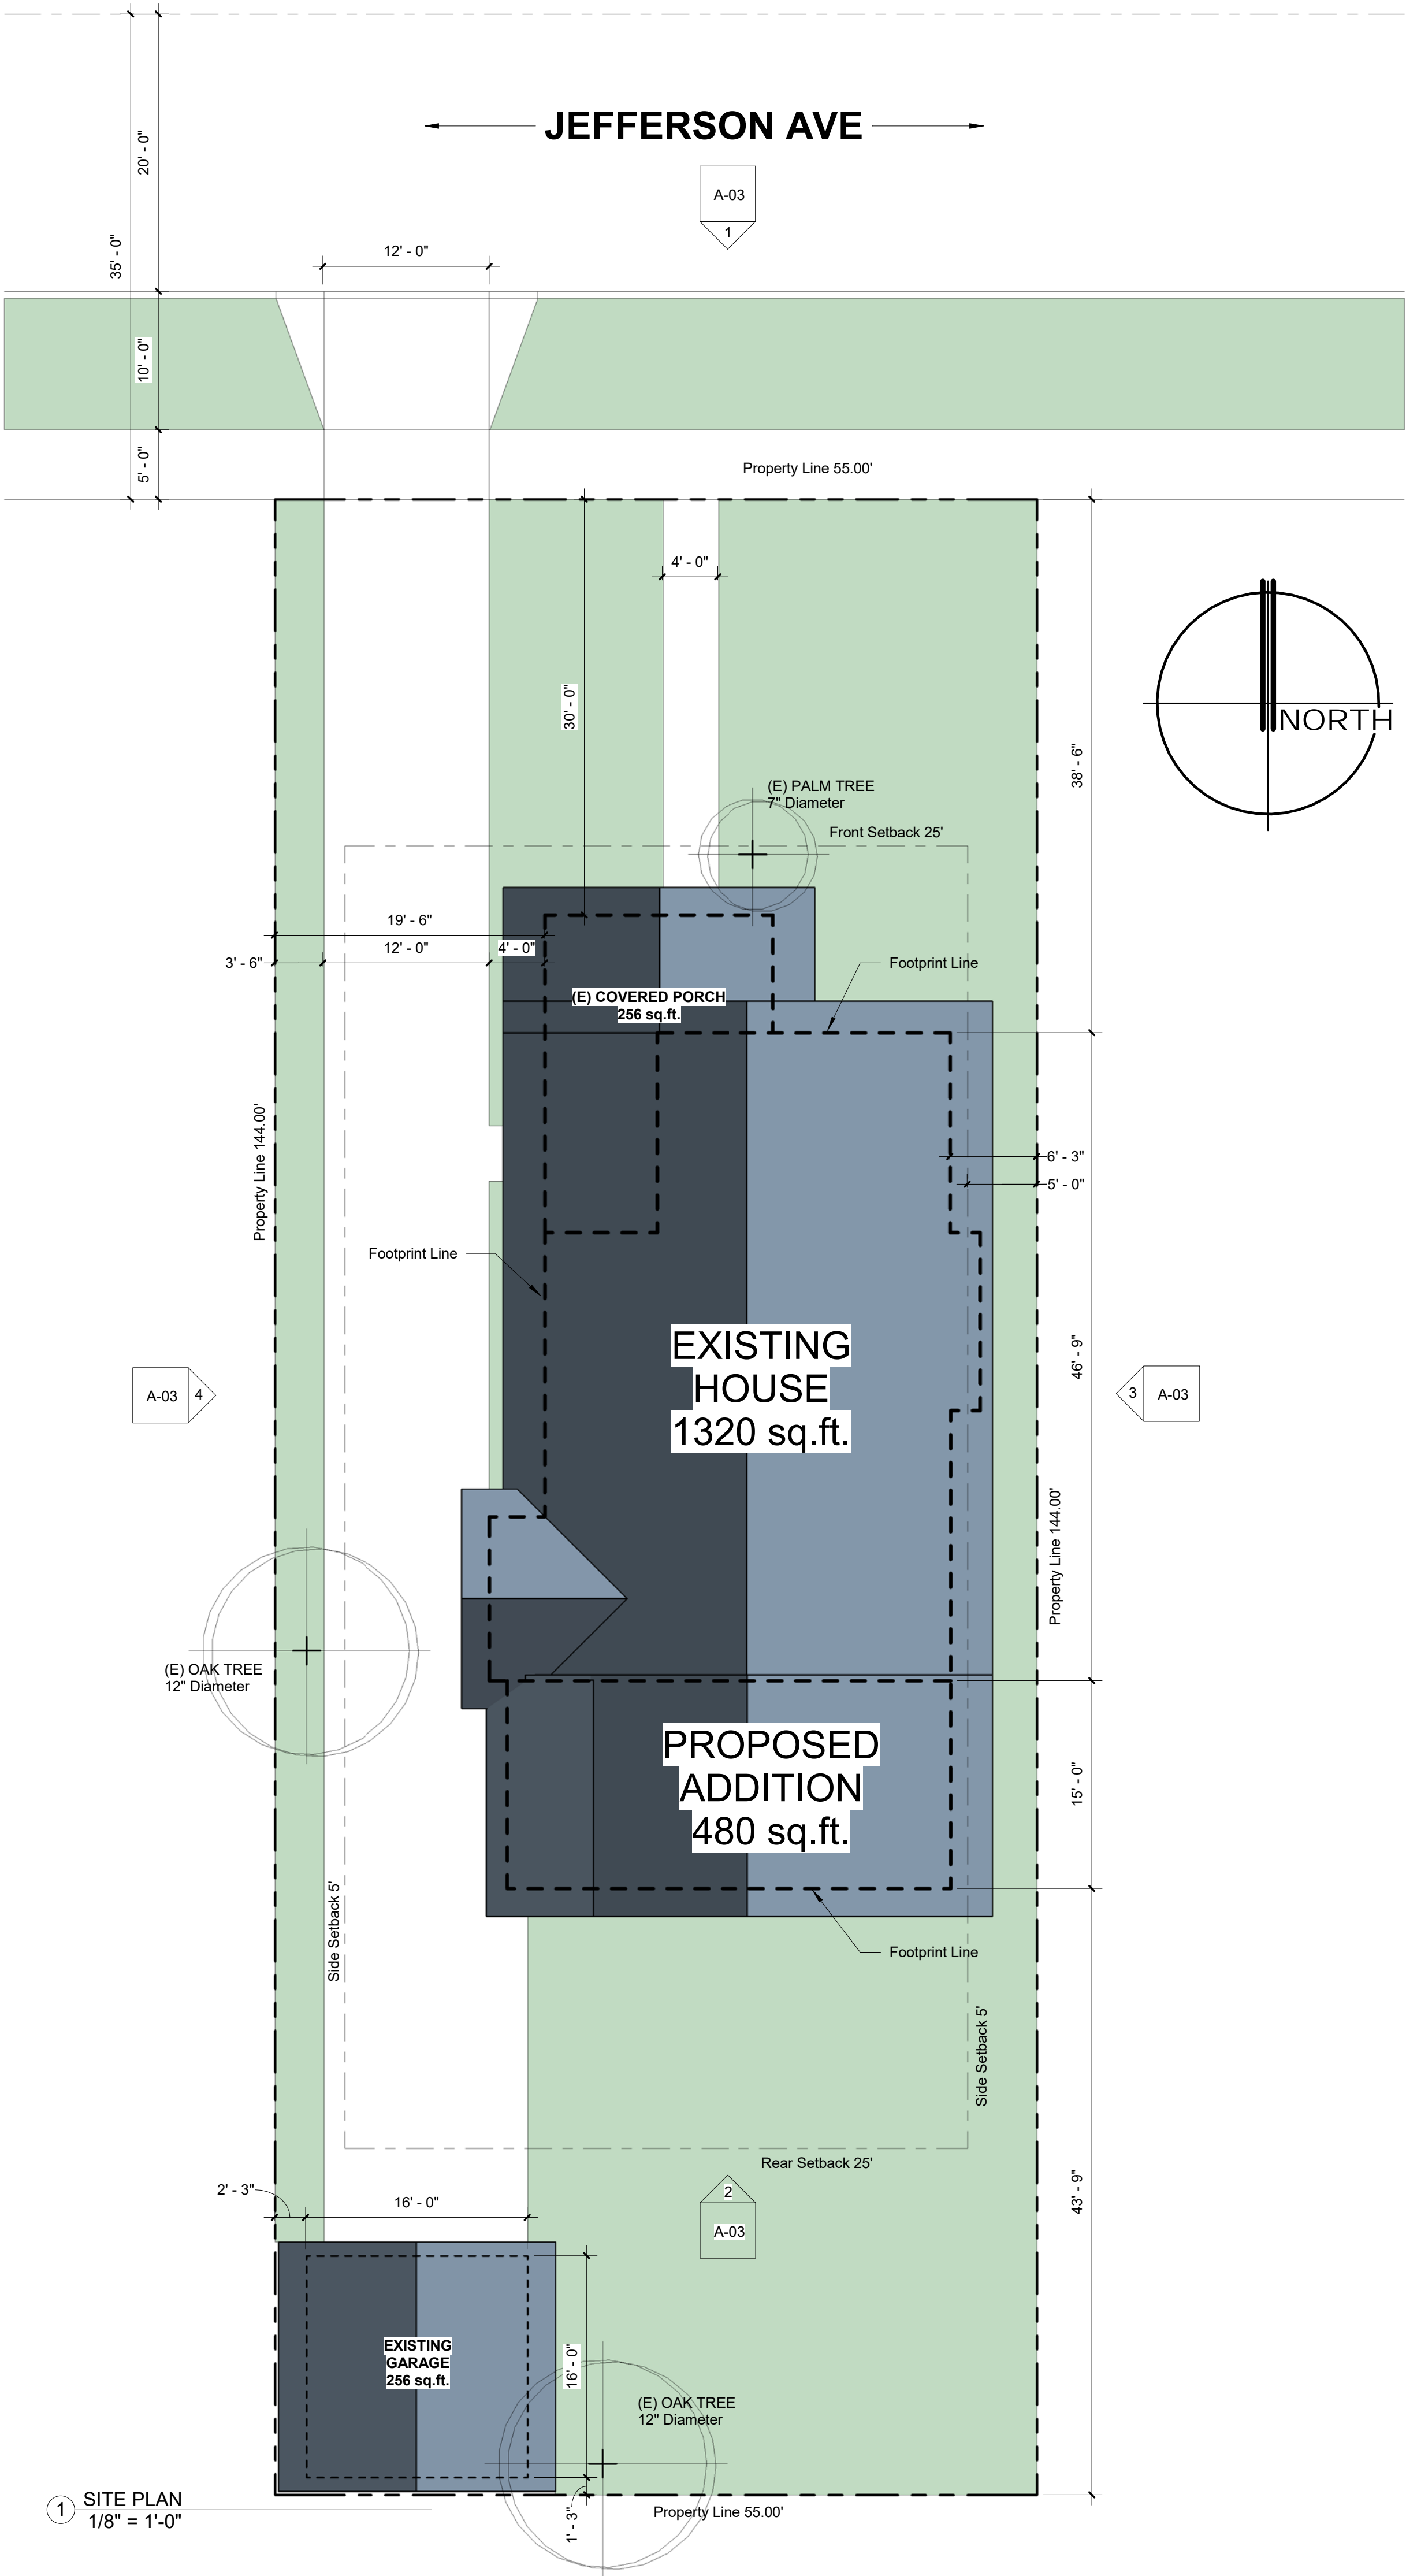 JEFFERSON AVE
A-03
1
20' - 0"
35' - 0"
12' - 0"
10' - 0"
5' - 0"
Property Line 55.00'
4' - 0"
30' - 0"
38' - 6"
NORTH
(E) PALM TREE
7" Diameter
Front Setback 25'
19' - 6"
3' - 6"
12' - 0"
4' - 0"
Footprint Line
(E) COVERED PORCH
256 sq.ft.
Property Line 144.00'
6' - 3"
5' - 0"
Footprint Line
EXISTING
HOUSE
1320 sq.ft.
46' - 9"
A-03
4
3
A-03
Property Line 144.00'
(E) OAK TREE
12" Diameter
PROPOSED
ADDITION
480 sq.ft.
15' - 0"
Side Setback 5'
Footprint Line
Side Setback 5'
Rear Setback 25'
2' - 3"
16' - 0"
2
A-03
43' - 9"
EXISTING
GARAGE
256 sq.ft.
16' - 0"
(E) OAK TREE
12" Diameter
1' - 3"
Property Line 55.00'
1
SITE PLAN
1/8" = 1'-0"